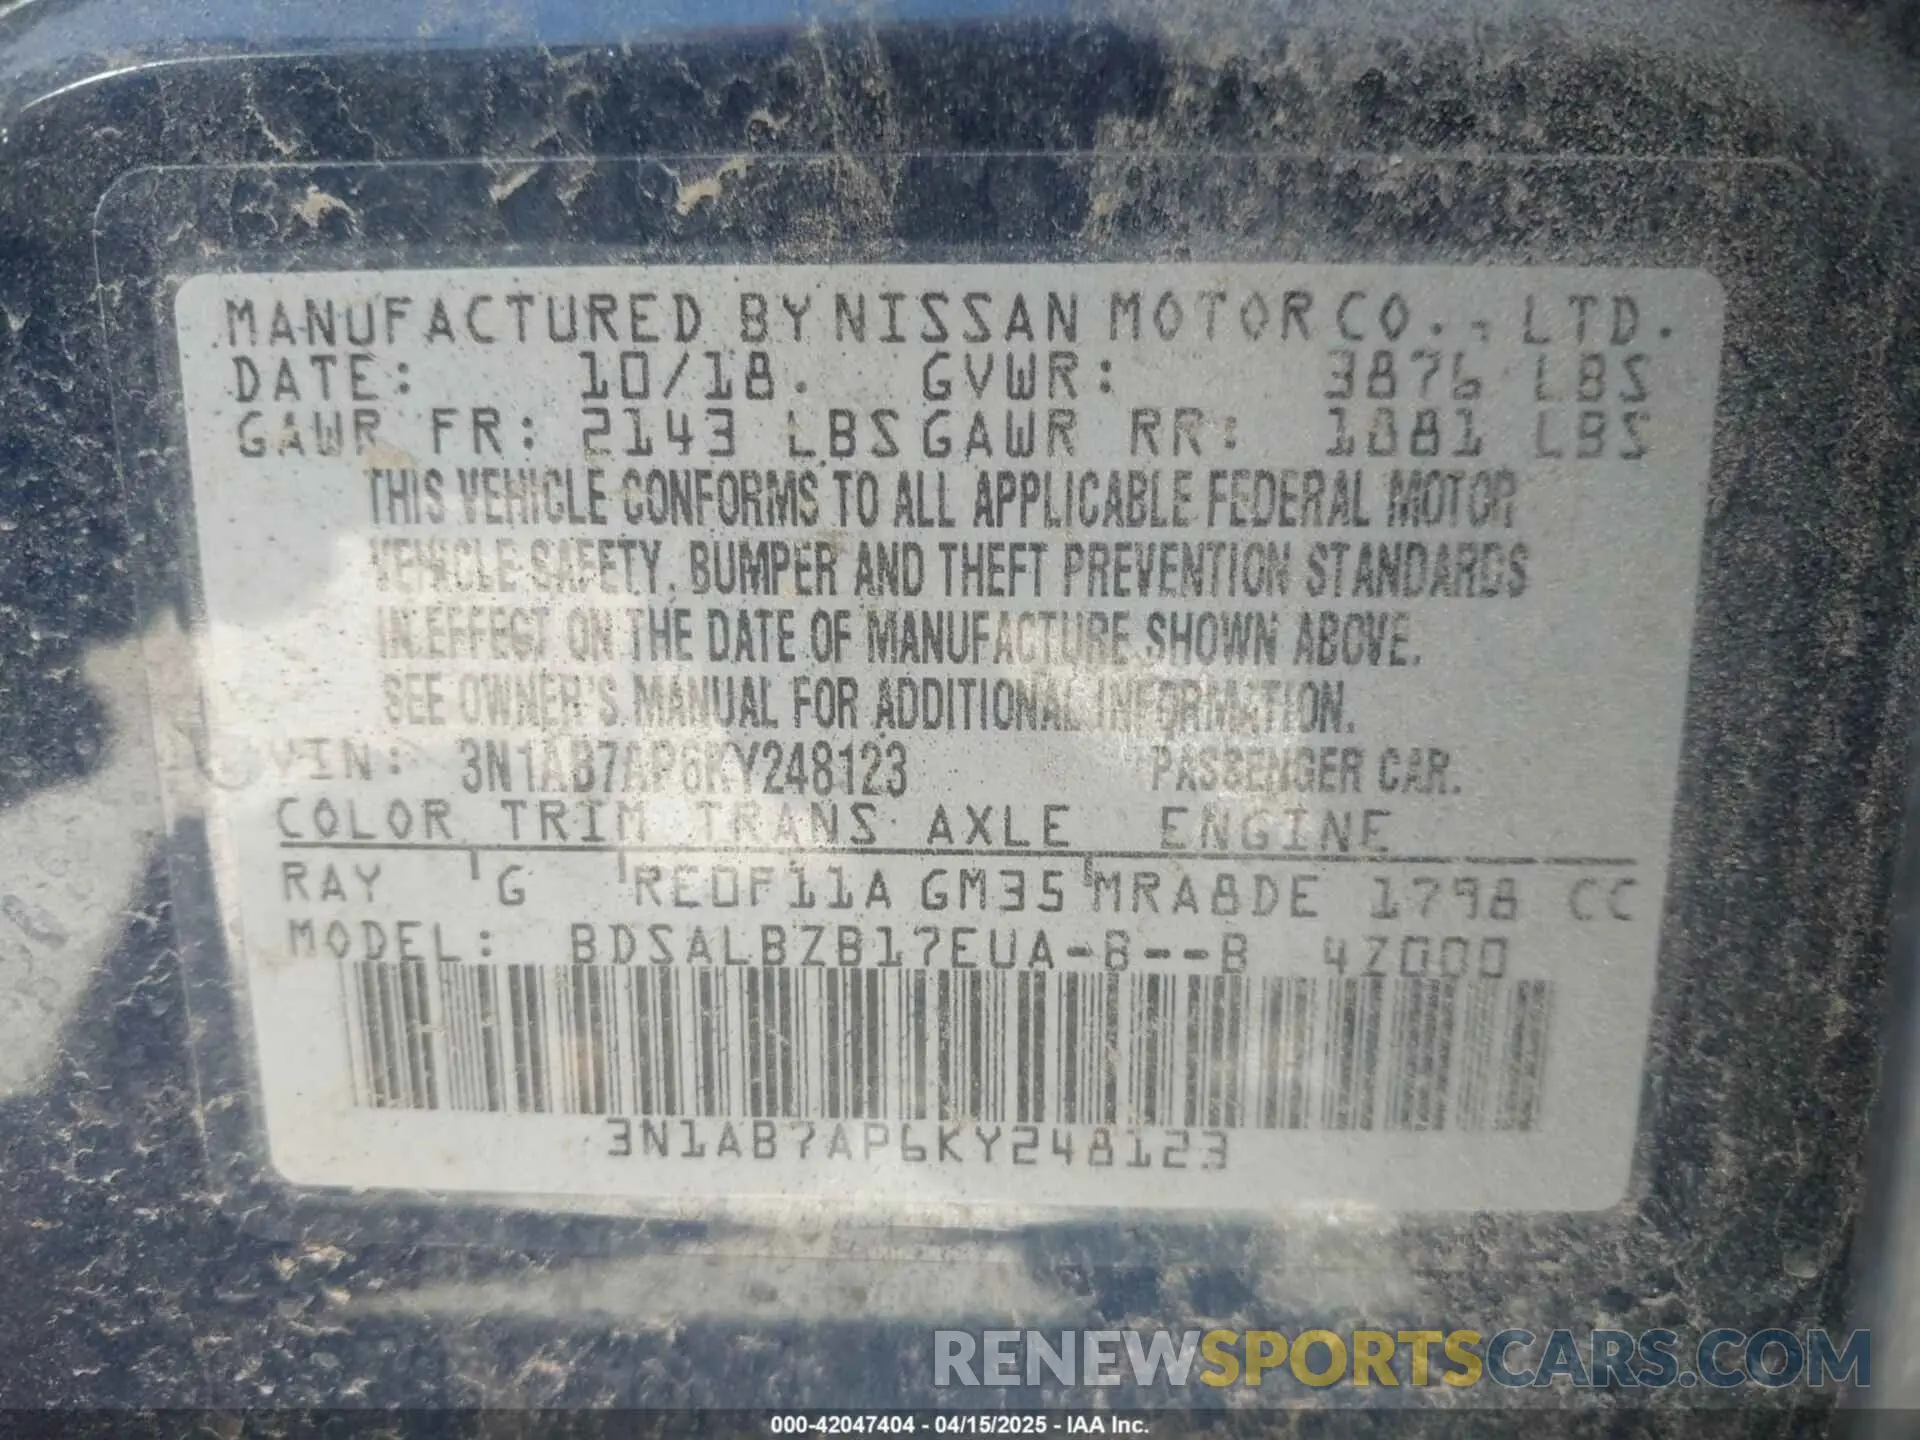 MANUFACTURED BY NISSAN MOTOR CO., LTD.
DATE: 10/18. GVWR: 3876 LBS
GAWR FR: 2143 LBS GAWR RR: 1881 LBS
THIS VEHICLE CONFORMS TO ALL APPLICABLE FEDERAL MOTOR
VEHICLE SAFETY, BUMPER AND THEFT PREVENTION STANDARDS
IN EFFECT ON THE DATE OF MANUFACTURE SHOWN ABOVE.
SEE OWNER'S MANUAL FOR ADDITIONAL INFORMATION.
VIN: 3N1AB7AP6KY248123 PASSENGER CAR.
COLOR TRIM TRANS AXLE ENGINE
RAY G RE0F11A GM35 MRA8DE 1798 CC
MODEL: BDSALBZB17EUA-B--B 4Z000
3N1AB7AP6KY248123
RENEWSPORTSCARS.COM
000-42047404 - 04/15/2025 - IAA Inc.